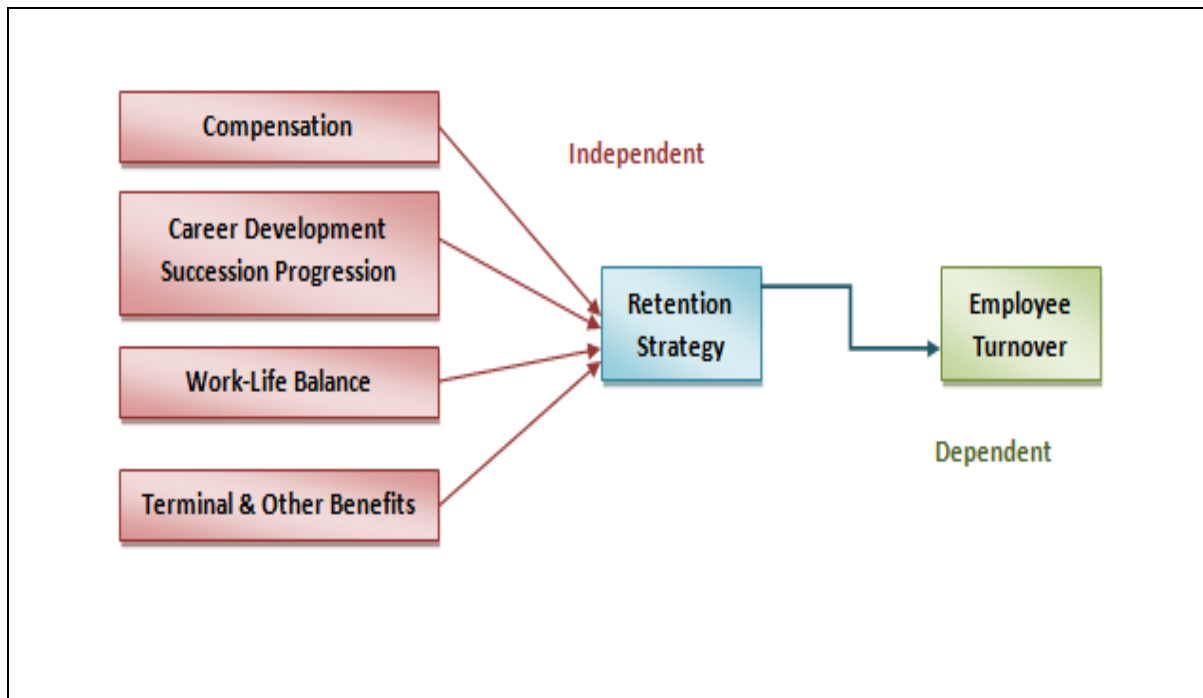 Compensation
Independent
Career Development
Succession Progression
Retention
Strategy
Employee
Turnover
Work-Life Balance
Dependent
Terminal & Other Benefits